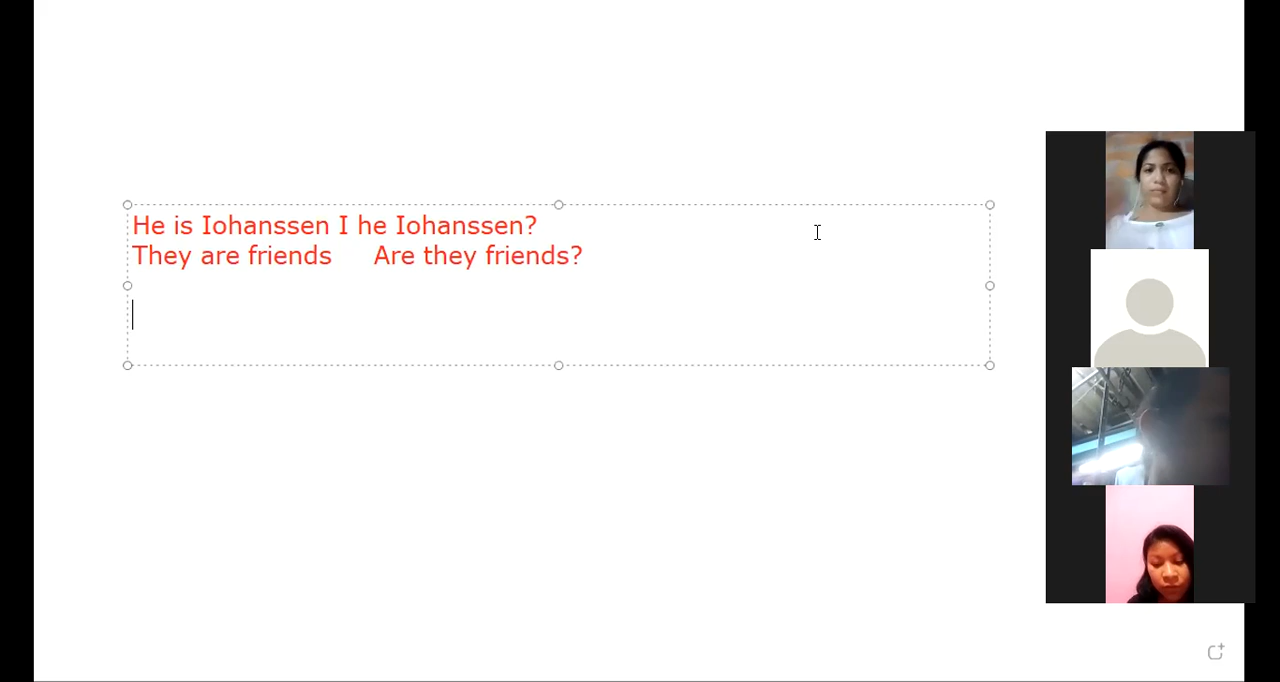 He is Iohanssen I he Iohanssen?
They are friends Are they friends?